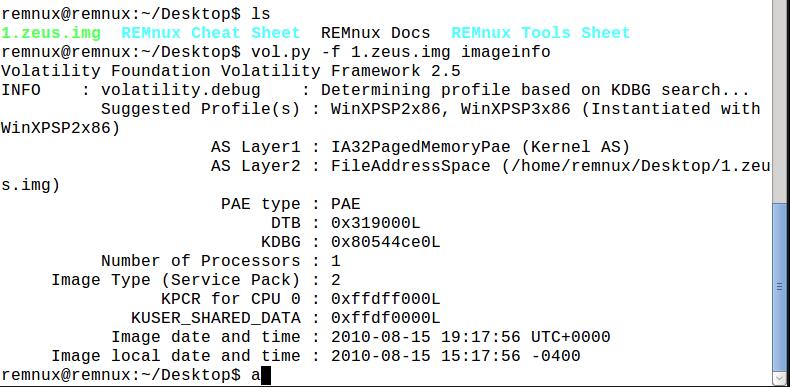 remnux@remnux:~/Desktop$ ls
1.zeus.img  REMnux Cheat Sheet  REMnux Docs  REMnux Tools Sheet
remnux@remnux:~/Desktop$ vol.py -f 1.zeus.img imageinfo
Volatility Foundation Volatility Framework 2.5
INFO    : volatility.debug    : Determining profile based on KDBG search...
          Suggested Profile(s) : WinXPSP2x86, WinXPSP3x86 (Instantiated with
WinXPSP2x86)
                     AS Layer1 : IA32PagedMemoryPae (Kernel AS)
                     AS Layer2 : FileAddressSpace (/home/remnux/Desktop/1.zeu
s.img)
                      PAE type : PAE
                           DTB : 0x319000L
                          KDBG : 0x80544ce0L
          Number of Processors : 1
     Image Type (Service Pack) : 2
                KPCR for CPU 0 : 0xffdff000L
             KUSER_SHARED_DATA : 0xffdf0000L
           Image date and time : 2010-08-15 19:17:56 UTC+0000
     Image local date and time : 2010-08-15 15:17:56 -0400
remnux@remnux:~/Desktop$ a